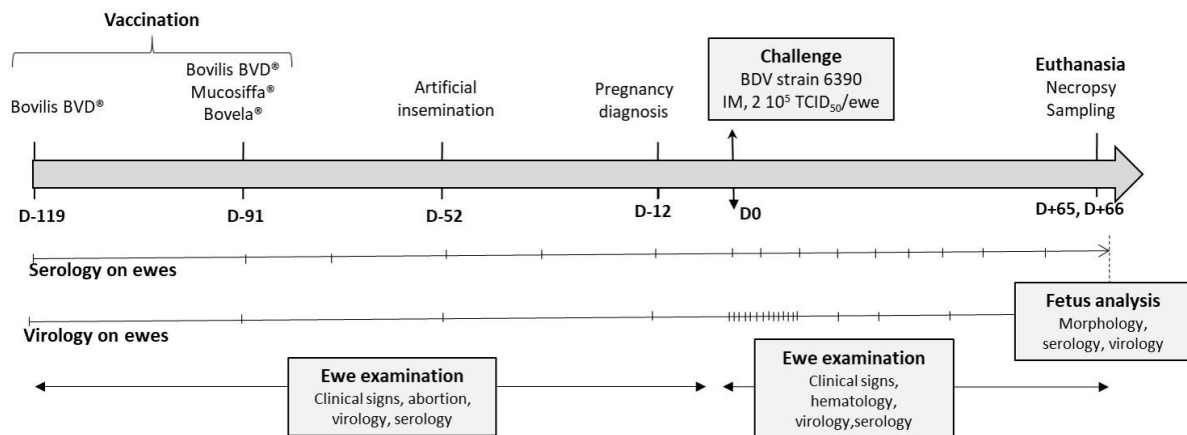 Vaccination
Bovilis BVD®
Bovilis BVD®
Mucosiffa®
Bovela®
Artificial
insemination
Pregnancy
diagnosis
Challenge
BDV strain 6390
IM, 2 10⁵ TCID₅₀/ewe
Euthanasia
Necropsy
Sampling
D-119
D-91
D-52
D-12
D0
D+65, D+66
Serology on ewes
Virology on ewes
Fetus analysis
Morphology,
serology, virology
Ewe examination
Clinical signs, abortion,
virology, serology
Ewe examination
Clinical signs,
hematology,
virology,serology